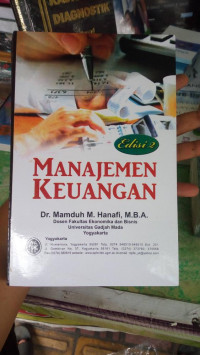 DIAGNOSTIK
Edisi 2
MANAJEMEN
KEUANGAN
Dr. Mamduh M. Hanafi, M.B.A.
Dosen Fakultas Ekonomika dan Bisnis
Universitas Gadjah Mada
Yogyakarta
Yogyakarta